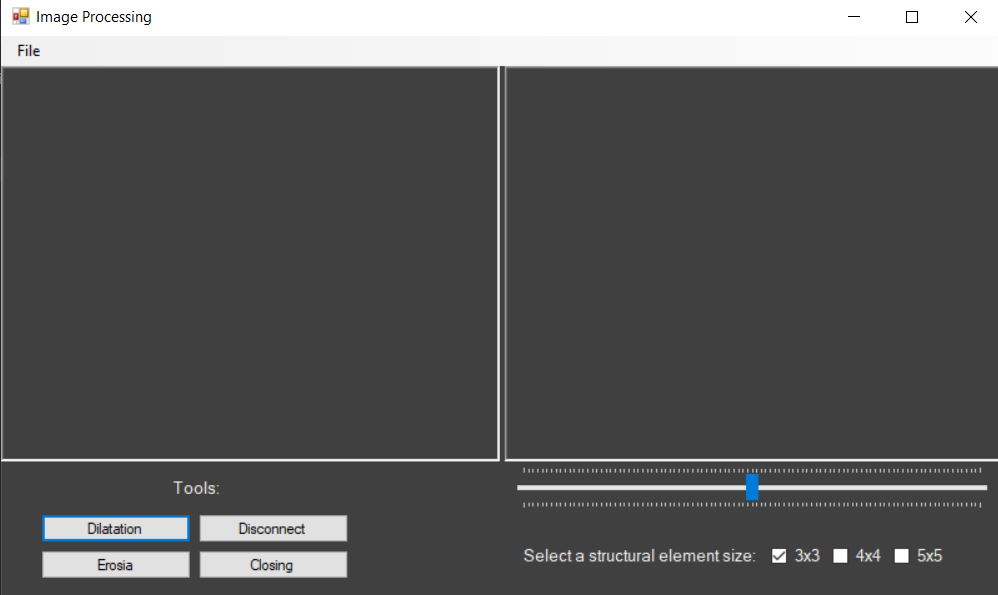 Image Processing
File
Tools:
Dilatation Disconnect
Erosia Closing
Select a structural element size: 3x3 4x4 5x5